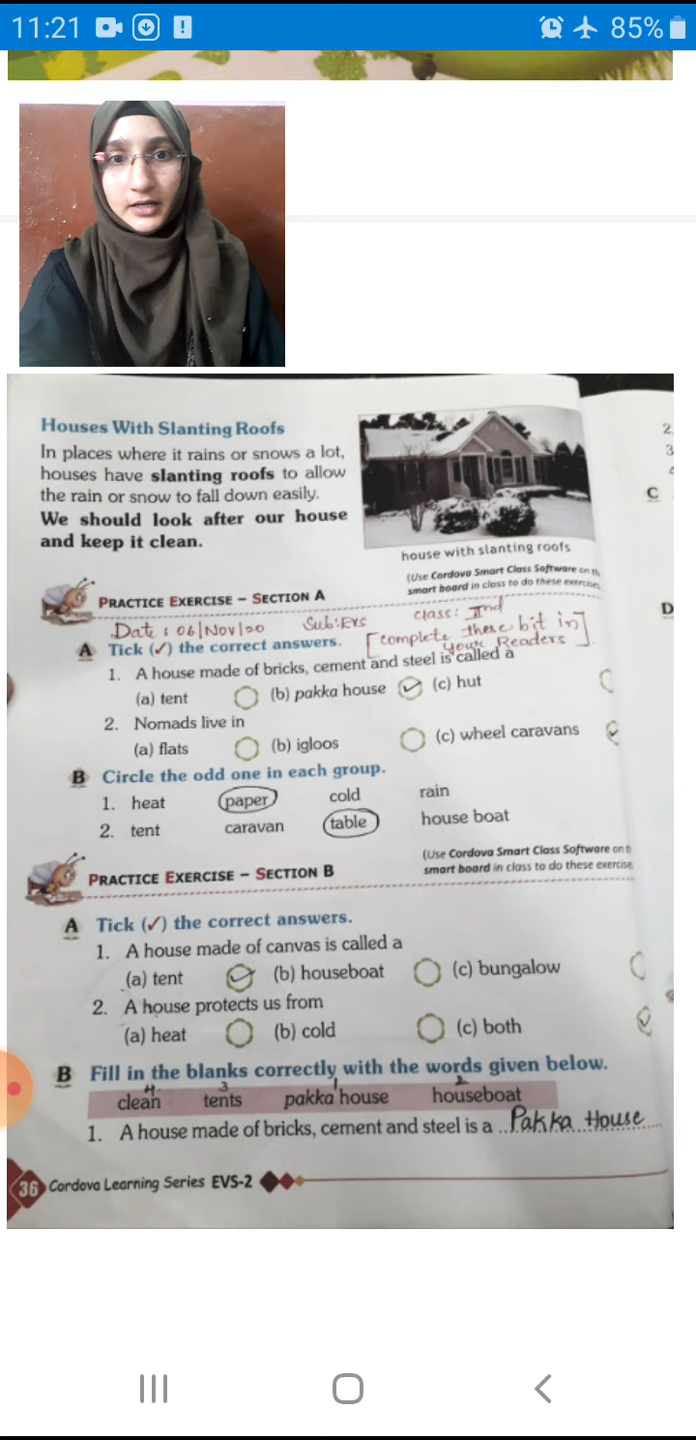 11:21 85%
Houses With Slanting Roofs
In places where it rains or snows a lot,
houses have slanting roofs to allow
the rain or snow to fall down easily.
We should look after our house
and keep it clean.
house with slanting roofs
(Use Cordova Smart Class Software on
smart board in class to do these exercise
PRACTICE EXERCISE – SECTION A
Date : 06/Nov/20 Sub:EVS class: IInd
[complete these bit in
your Readers].
A Tick (✓) the correct answers.
1. A house made of bricks, cement and steel is called a
(a) tent (b) pakka house ✓ (c) hut
2. Nomads live in
(a) flats (b) igloos (c) wheel caravans ✓
B Circle the odd one in each group.
1. heat paper cold rain
2. tent caravan table house boat
(Use Cordova Smart Class Software on
smart board in class to do these exercise
PRACTICE EXERCISE – SECTION B
A Tick (✓) the correct answers.
1. A house made of canvas is called a
(a) tent ✓ (b) houseboat (c) bungalow
2. A house protects us from
(a) heat (b) cold (c) both ✓
B Fill in the blanks correctly with the words given below.
4 3 1 2
clean tents pakka house houseboat
1. A house made of bricks, cement and steel is a ..Pakka House....
36 Cordova Learning Series EVS-2
2.
3
C
D